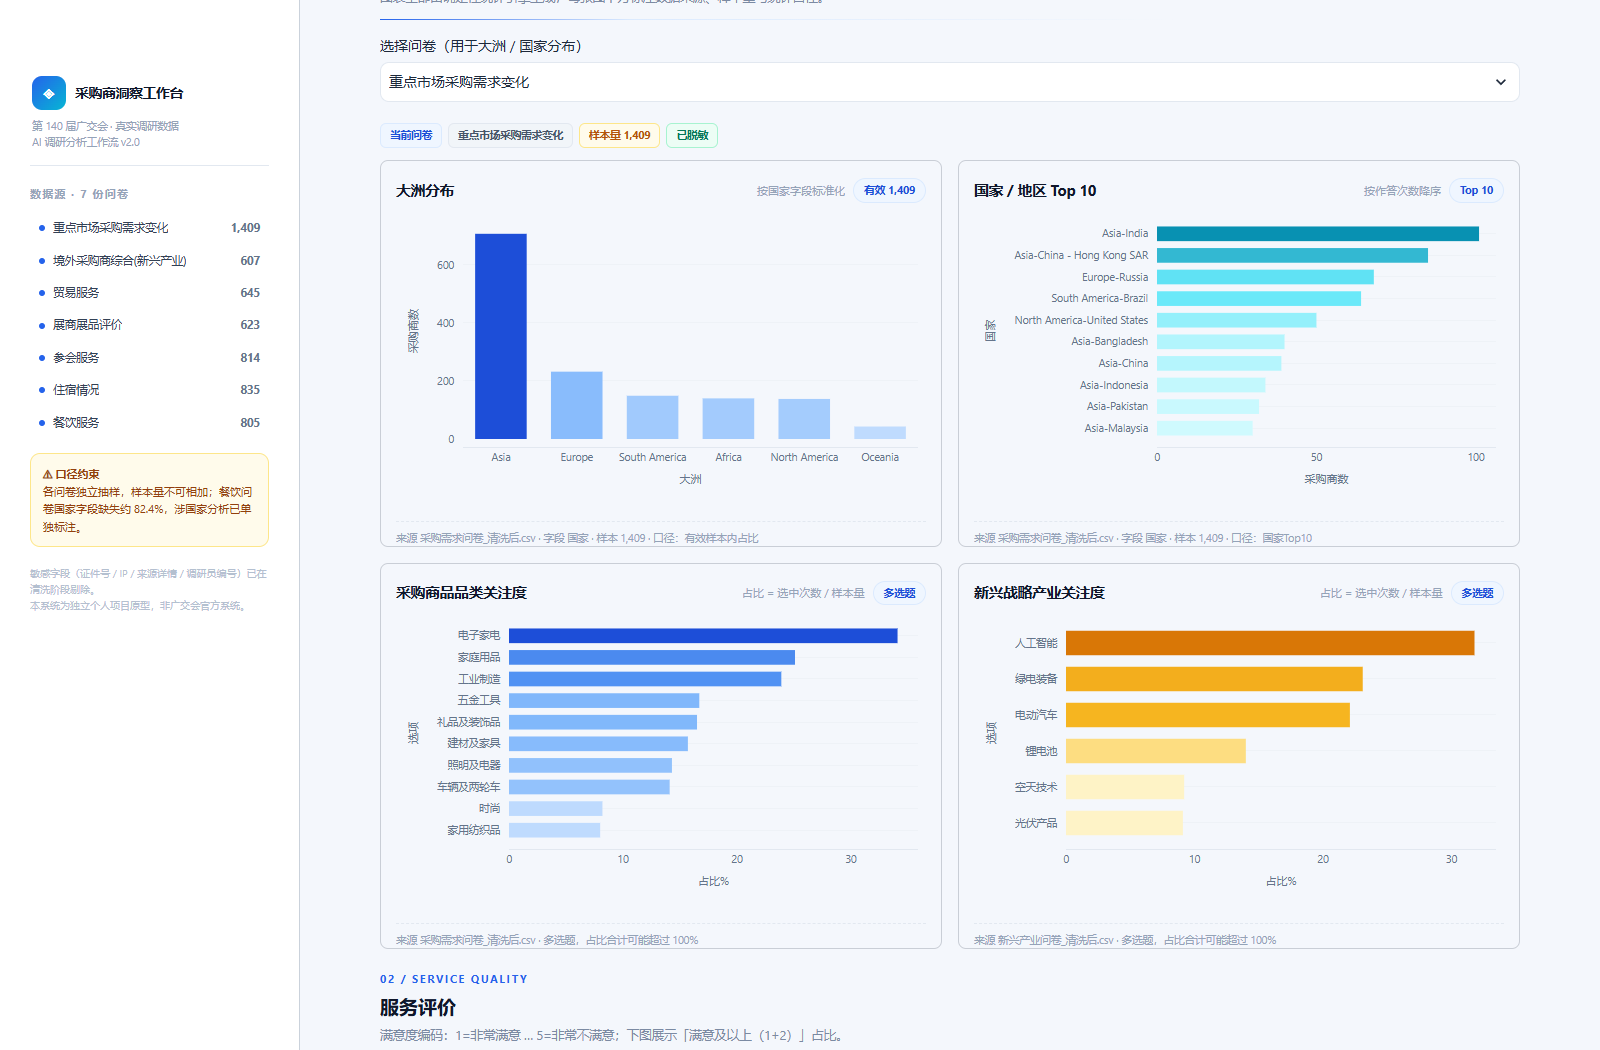 采购商洞察工作台
第 140 届广交会 · 真实调研数据
AI 调研分析工作流 v2.0
数据源 · 7 份问卷
重点市场采购需求变化 1,409
境外采购商综合(新兴产业) 607
贸易服务 645
展商展品评价 623
参会服务 814
住宿情况 835
餐饮服务 805
⚠ 口径约束
各问卷独立抽样，样本量不可相加；餐饮问
卷国家字段缺失约 82.4%，涉国家分析已单
独标注。
敏感字段（证件号 / IP / 来源详情 / 调研员编号）已在
清洗阶段剔除。
本系统为独立个人项目原型，非广交会官方系统。
选择问卷（用于大洲 / 国家分布）
重点市场采购需求变化
当前问卷 重点市场采购需求变化 样本量 1,409 已脱敏
大洲分布 按国家字段标准化 有效 1,409
采购商数
600
400
200
0
Asia Europe South America Africa North America Oceania
大洲
来源 采购需求问卷_清洗后.csv · 字段 国家 · 样本 1,409 · 口径：有效样本内占比
国家 / 地区 Top 10 按作答次数降序 Top 10
国家
Asia-India
Asia-China - Hong Kong SAR
Europe-Russia
South America-Brazil
North America-United States
Asia-Bangladesh
Asia-China
Asia-Indonesia
Asia-Pakistan
Asia-Malaysia
0 50 100
采购商数
来源 采购需求问卷_清洗后.csv · 字段 国家 · 样本 1,409 · 口径：国家Top10
采购商品品类关注度 占比 = 选中次数 / 样本量 多选题
选项
电子家电
家庭用品
工业制造
五金工具
礼品及装饰品
建材及家具
照明及电器
车辆及两轮车
时尚
家用纺织品
0 10 20 30
占比%
来源 采购需求问卷_清洗后.csv · 多选题，占比合计可能超过 100%
新兴战略产业关注度 占比 = 选中次数 / 样本量 多选题
选项
人工智能
绿电装备
电动汽车
锂电池
空天技术
光伏产品
0 10 20 30
占比%
来源 新兴产业问卷_清洗后.csv · 多选题，占比合计可能超过 100%
02 / SERVICE QUALITY
服务评价
满意度编码：1=非常满意 ... 5=非常不满意；下图展示「满意及以上（1+2）」占比。